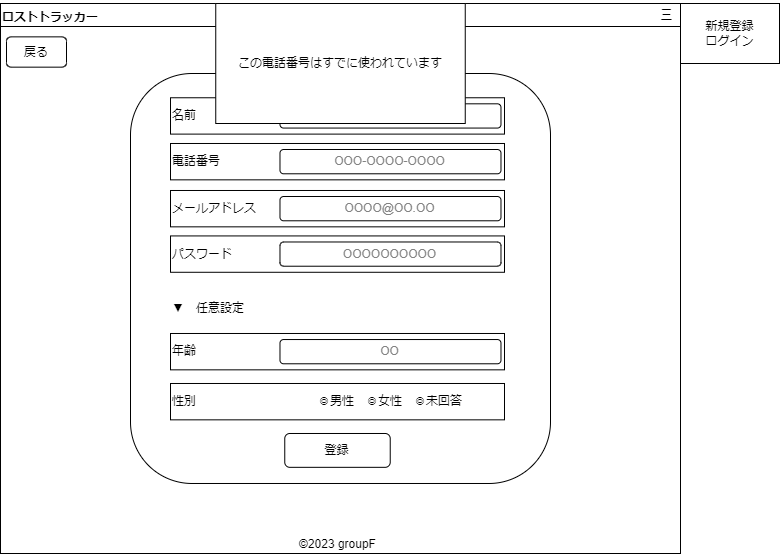 ロストトラッカー
三
新規登録
ログイン
戻る
この電話番号はすでに使われています
名前
電話番号 OOO-OOOO-OOOO
メールアドレス OOOO@OO.OO
パスワード OOOOOOOOOO
▼ 任意設定
年齢 OO
性別 ◎男性 ◎女性 ◎未回答
登録
©2023 groupF